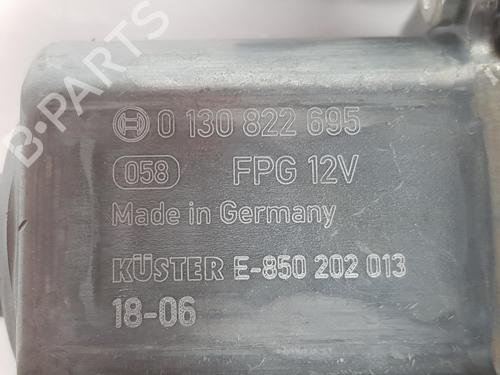 B-PARTS
0 130 822 695
058 FPG 12V
Made in Germany
KÜSTER E-850 202 013
18-06